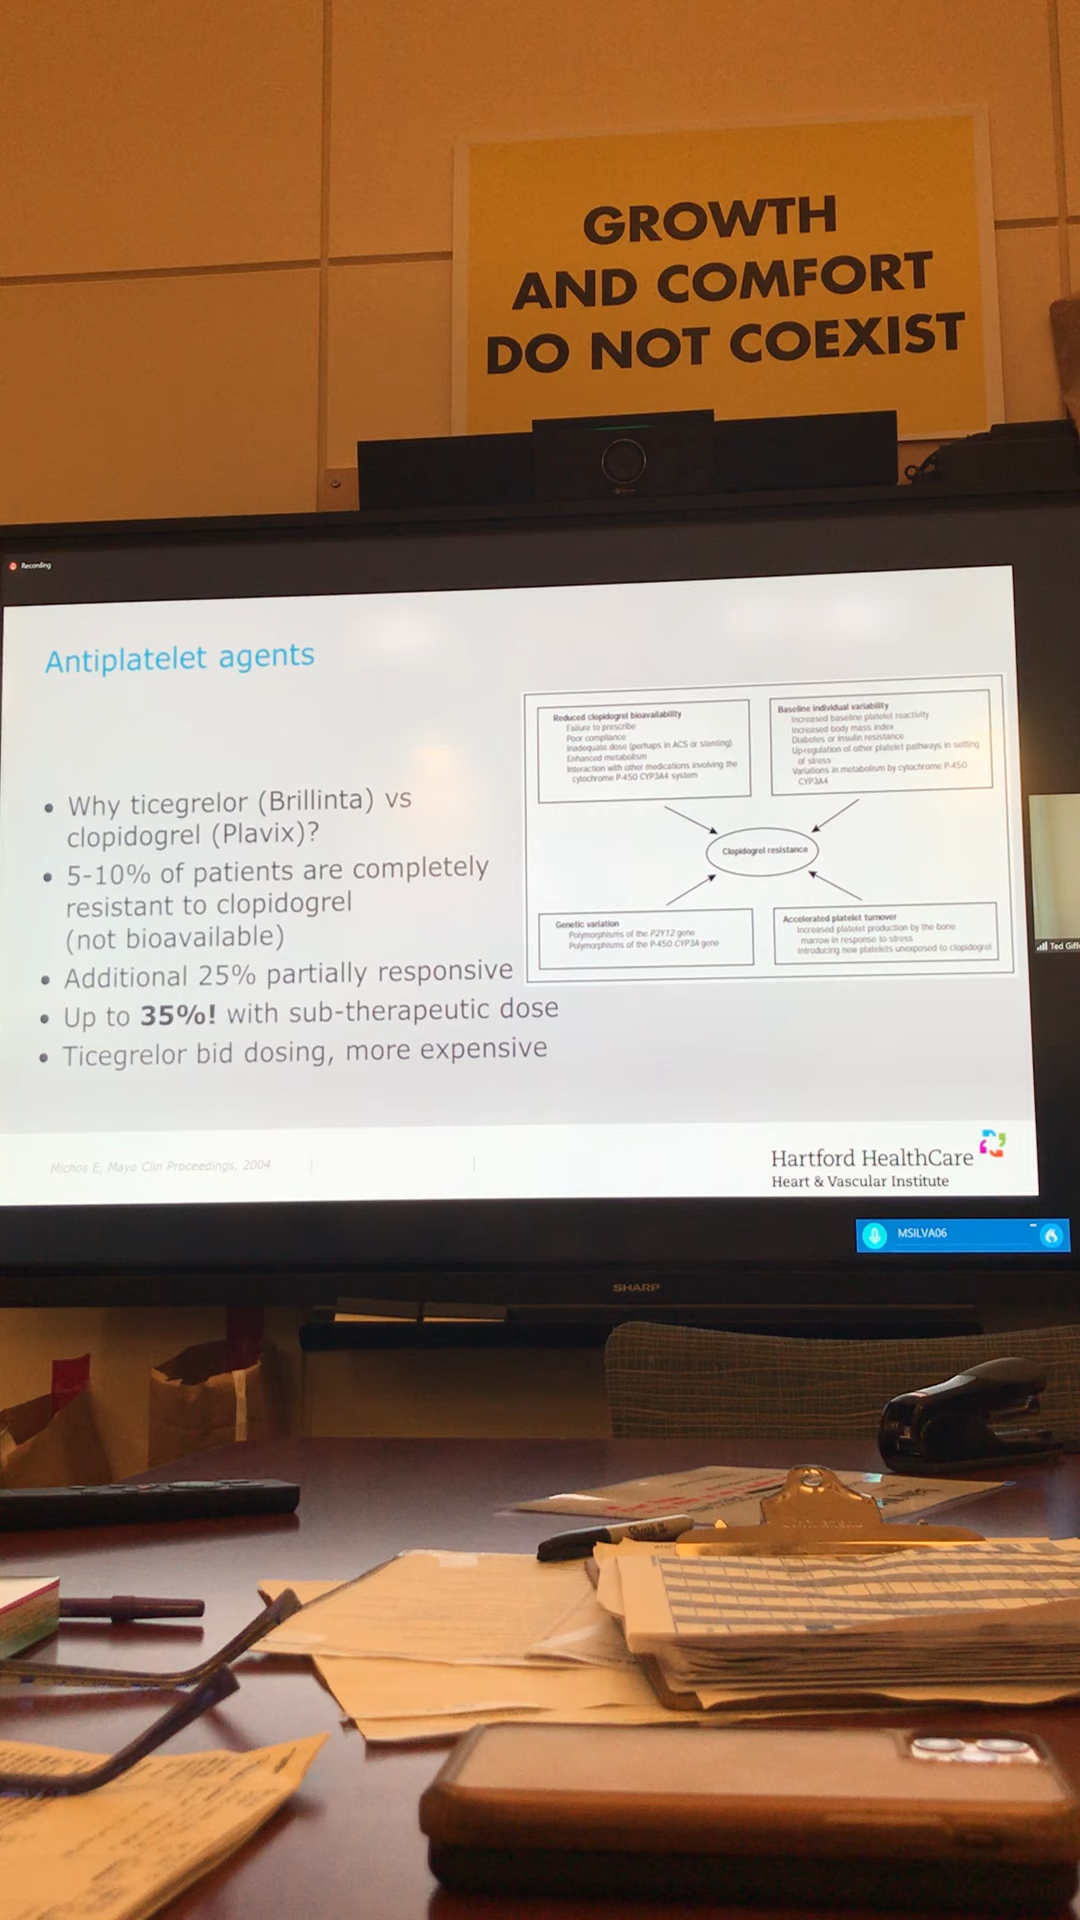 GROWTH
AND COMFORT
DO NOT COEXIST
Recording
Antiplatelet agents
• Why ticegrelor (Brillinta) vs
clopidogrel (Plavix)?
• 5-10% of patients are completely
resistant to clopidogrel
(not bioavailable)
• Additional 25% partially responsive
• Up to 35%! with sub-therapeutic dose
• Ticegrelor bid dosing, more expensive
Reduced clopidogrel bioavailability
Failure to prescribe
Poor compliance
Inadequate dose (perhaps in ACS or stenting)
Enhanced metabolism
Interaction with other medications involving the
cytochrome P-450 CYP3A4 system
Baseline individual variability
Increased baseline platelet reactivity
Increased body mass index
Diabetes or insulin resistance
Up-regulation of other platelet pathways in setting
of stress
Variations in metabolism by cytochrome P-450
CYP3A4
Clopidogrel resistance
Genetic variation
Polymorphisms of the P2Y12 gene
Polymorphisms of the P-450 CYP3A gene
Accelerated platelet turnover
Increased platelet production by the bone
marrow in response to stress
Introducing new platelets unexposed to clopidogrel
Ted Giff
Michos E, Mayo Clin Proceedings, 2004
Hartford HealthCare
Heart & Vascular Institute
MSILVA06
SHARP